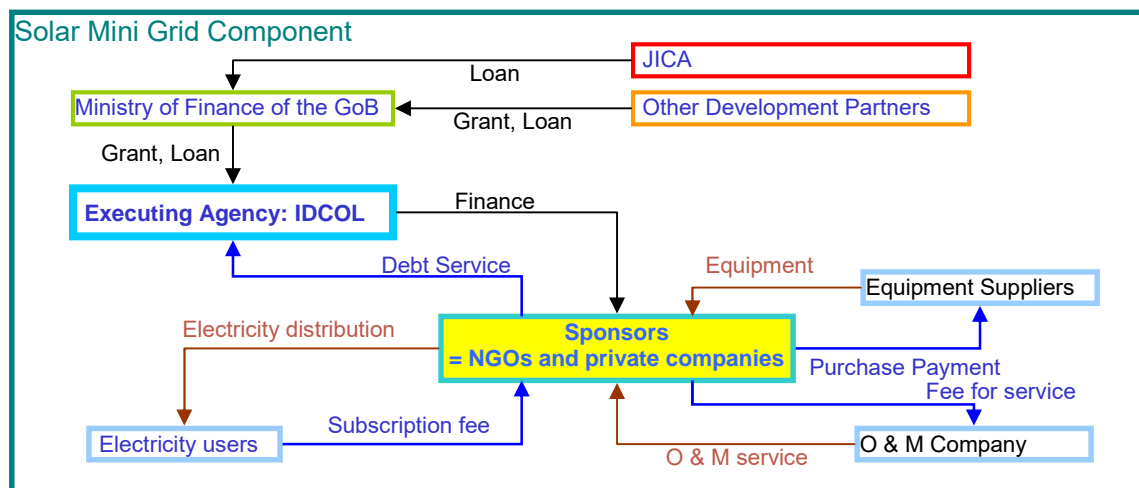 Solar Mini Grid Component
JICA
Loan
Ministry of Finance of the GoB
Other Development Partners
Grant, Loan
Grant, Loan
Executing Agency: IDCOL
Finance
Debt Service
Equipment
Equipment Suppliers
Electricity distribution
Sponsors
= NGOs and private companies
Purchase Payment
Fee for service
Subscription fee
Electricity users
O & M Company
O & M service